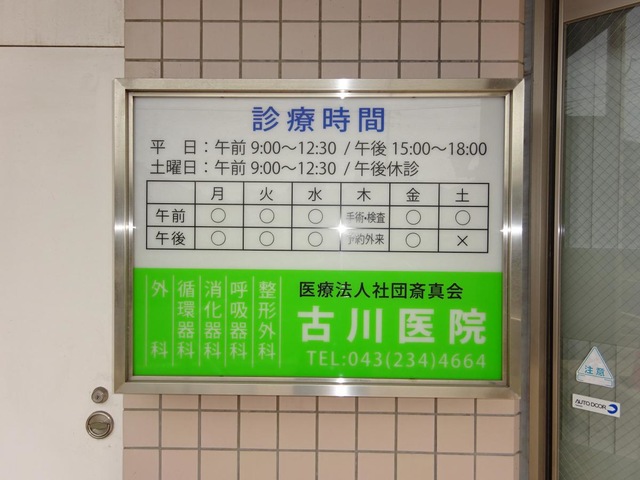 診療時間
平　日：午前 9:00～12:30 / 午後 15:00～18:00
土曜日：午前 9:00～12:30 / 午後休診
月 火 水 木 金 土
午前 ○ ○ ○ 手術・検査 ○ ○
午後 ○ ○ ○ 予約外来 ○ ×
整形外科
呼吸器科
消化器科
循環器科
外科
医療法人社団斎真会
古川医院
TEL:043(234)4664
注意
AUTO DOOR